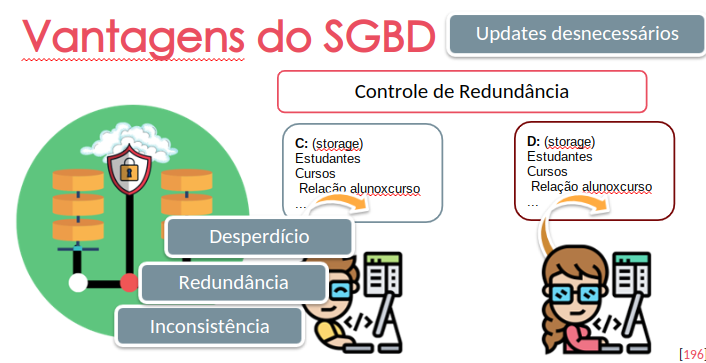 Vantagens do SGBD
Updates desnecessários
Controle de Redundância
C: (storage)
Estudantes
Cursos
Relação alunoxcurso
...
D: (storage)
Estudantes
Cursos
Relação alunoxcurso
...
Desperdício
Redundância
Inconsistência
</>
</>
[196]